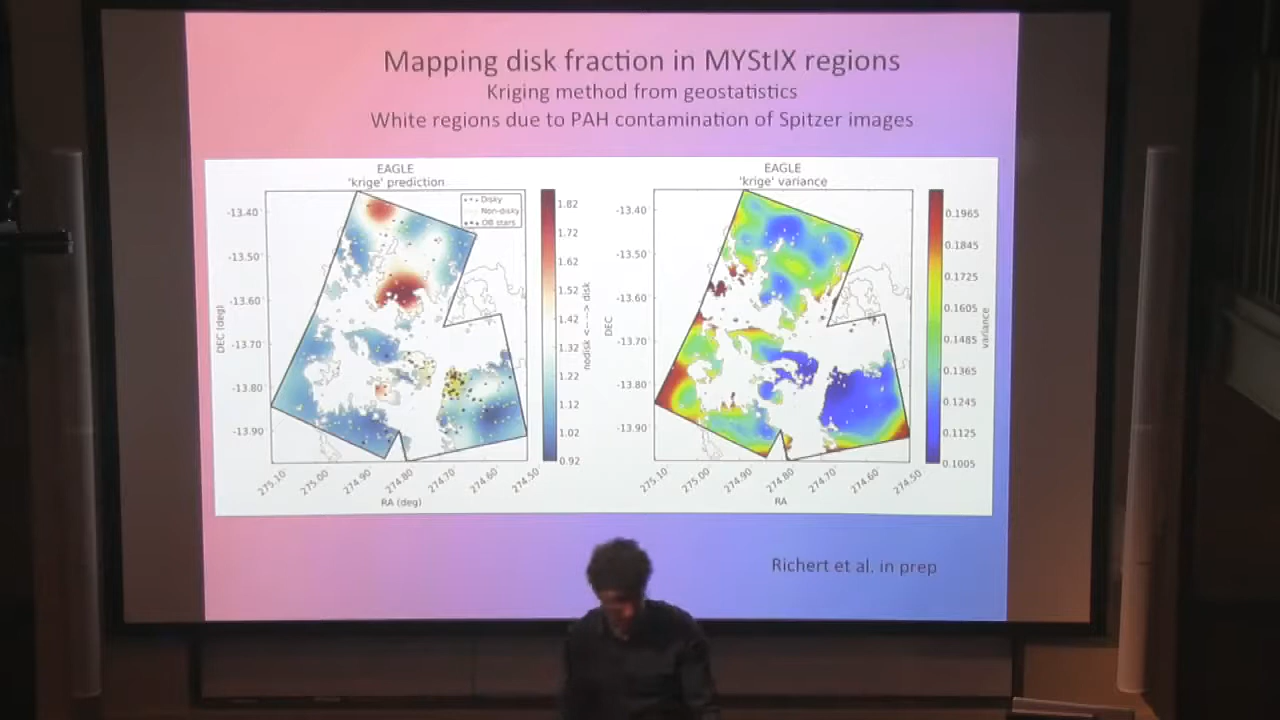 Mapping disk fraction in MYStIX regions
Kriging method from geostatistics
White regions due to PAH contamination of Spitzer images
EAGLE
'krige' prediction
Disky
Non-disky
OB stars
-13.40
-13.50
-13.60
-13.70
-13.80
-13.90
DEC (deg)
275.10
275.00
274.90
274.80
274.70
274.60
274.50
RA (deg)
1.82
1.72
1.62
1.52
1.42
1.32
1.22
1.12
1.02
0.92
nodisk <---> disk
EAGLE
'krige' variance
-13.40
-13.50
-13.60
-13.70
-13.80
-13.90
DEC
275.10
275.00
274.90
274.80
274.70
274.60
274.50
RA
0.1965
0.1845
0.1725
0.1605
0.1485
0.1365
0.1245
0.1125
0.1005
variance
Richert et al. in prep